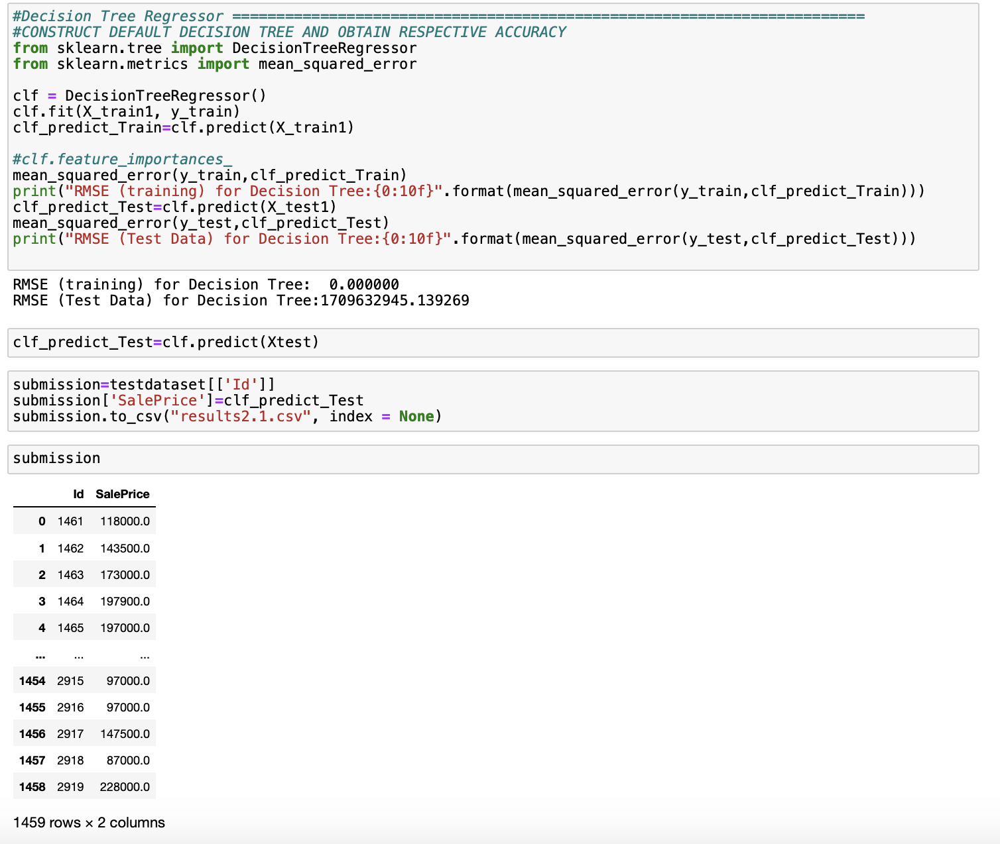 #Decision Tree Regressor ========================================================================
#CONSTRUCT DEFAULT DECISION TREE AND OBTAIN RESPECTIVE ACCURACY
from sklearn.tree import DecisionTreeRegressor
from sklearn.metrics import mean_squared_error
clf = DecisionTreeRegressor()
clf.fit(X_train1, y_train)
clf_predict_Train=clf.predict(X_train1)
#clf.feature_importances_
mean_squared_error(y_train,clf_predict_Train)
print("RMSE (training) for Decision Tree:{0:10f}".format(mean_squared_error(y_train,clf_predict_Train)))
clf_predict_Test=clf.predict(X_test1)
mean_squared_error(y_test,clf_predict_Test)
print("RMSE (Test Data) for Decision Tree:{0:10f}".format(mean_squared_error(y_test,clf_predict_Test)))
RMSE (training) for Decision Tree:  0.000000
RMSE (Test Data) for Decision Tree:1709632945.139269
clf_predict_Test=clf.predict(Xtest)
submission=testdataset[['Id']]
submission['SalePrice']=clf_predict_Test
submission.to_csv("results2.1.csv", index = None)
submission
Id SalePrice
0 1461 118000.0
1 1462 143500.0
2 1463 173000.0
3 1464 197900.0
4 1465 197000.0
... ... ...
1454 2915 97000.0
1455 2916 97000.0
1456 2917 147500.0
1457 2918 87000.0
1458 2919 228000.0
1459 rows × 2 columns